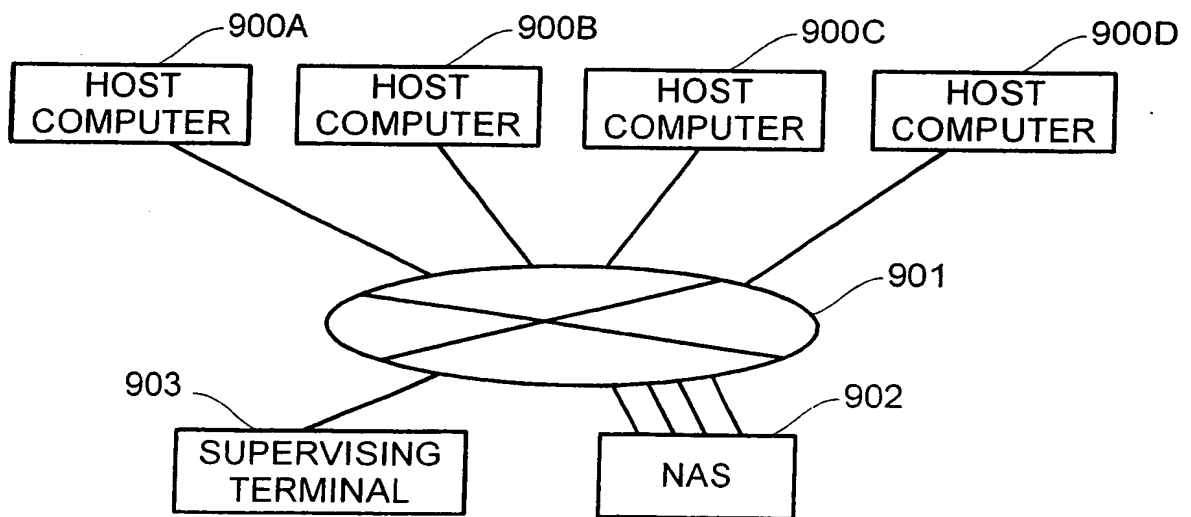 900A
900B
900C
900D
HOST
COMPUTER
HOST
COMPUTER
HOST
COMPUTER
HOST
COMPUTER
901
903
902
SUPERVISING
TERMINAL
NAS